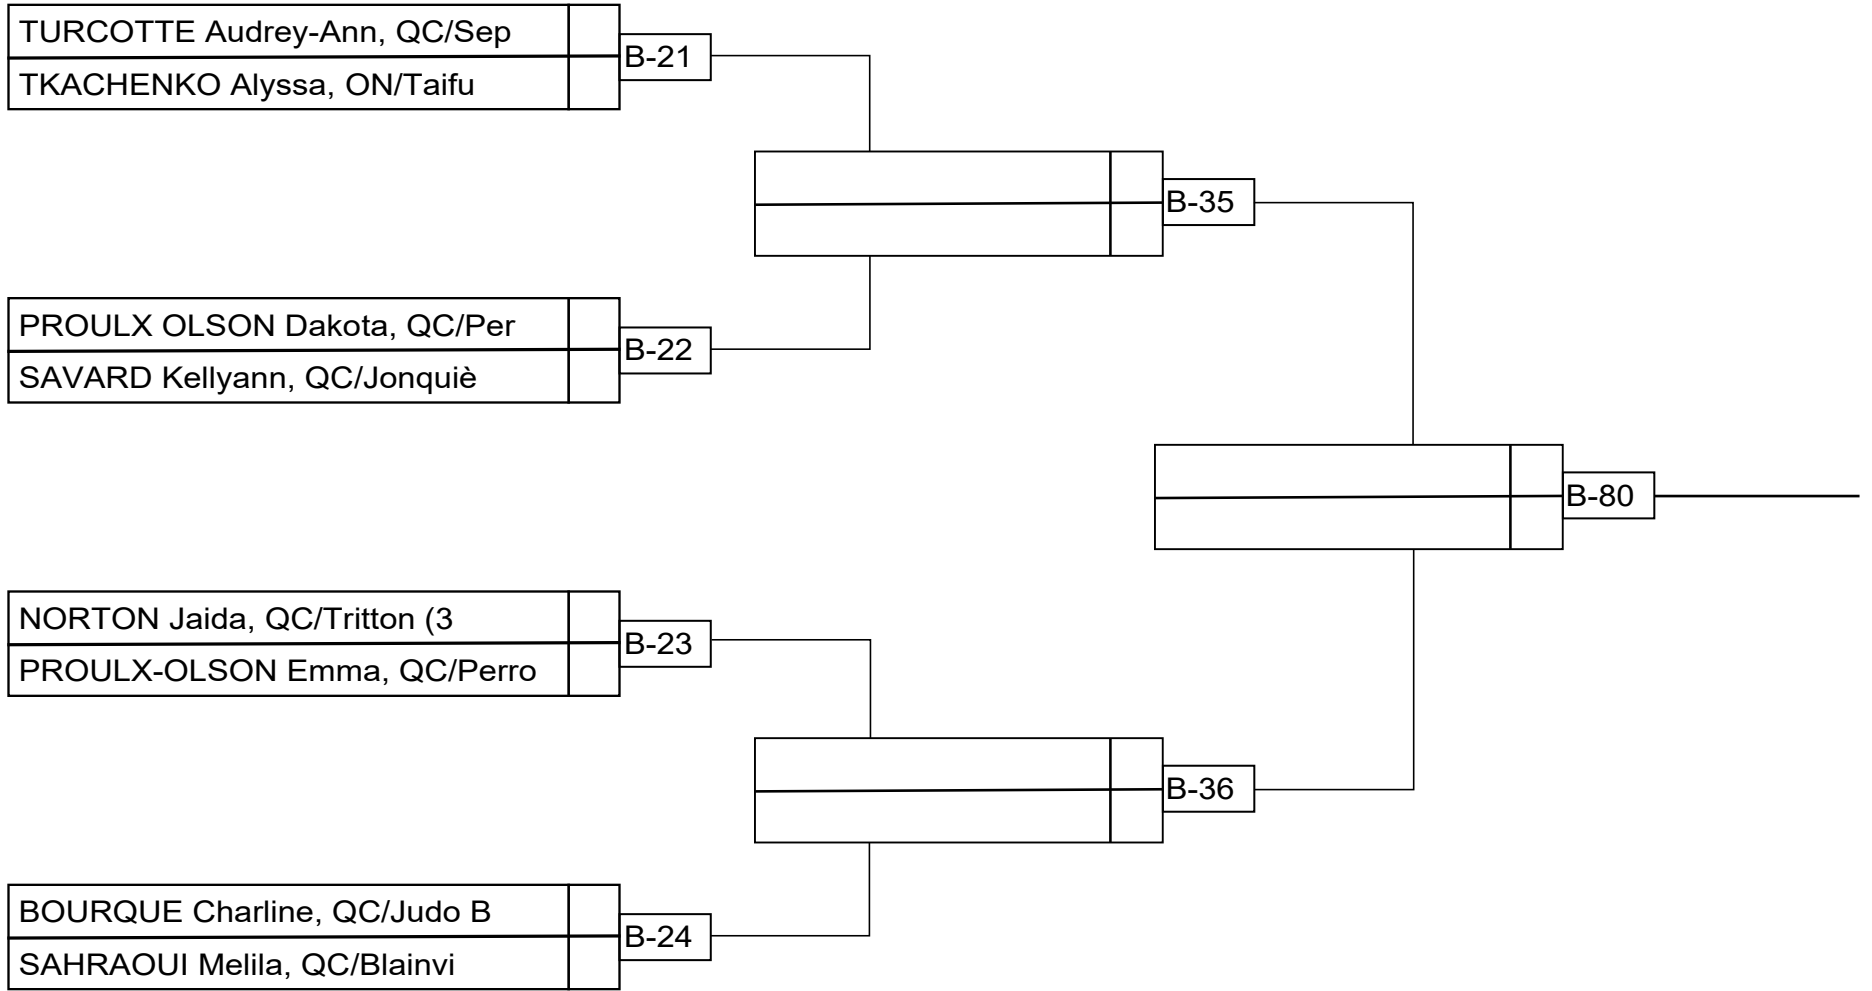 TURCOTTE Audrey-Ann, QC/Sep
B-21
TKACHENKO Alyssa, ON/Taifu
B-35
PROULX OLSON Dakota, QC/Per
B-22
SAVARD Kellyann, QC/Jonquiè
B-80
NORTON Jaida, QC/Tritton (3
B-23
PROULX-OLSON Emma, QC/Perro
B-36
BOURQUE Charline, QC/Judo B
B-24
SAHRAOUI Melila, QC/Blainvi